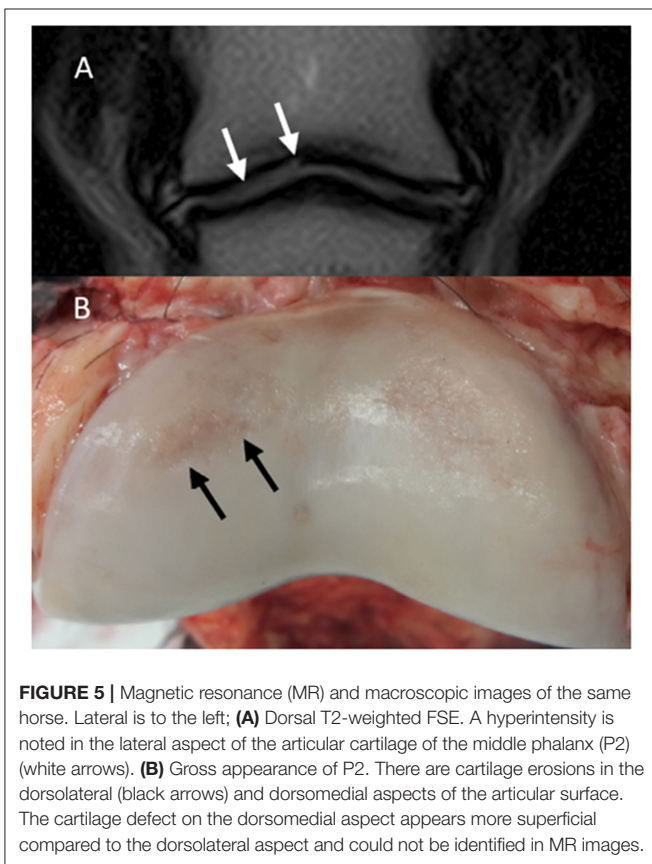 A
B
FIGURE 5 | Magnetic resonance (MR) and macroscopic images of the same
horse. Lateral is to the left; (A) Dorsal T2-weighted FSE. A hyperintensity is
noted in the lateral aspect of the articular cartilage of the middle phalanx (P2)
(white arrows). (B) Gross appearance of P2. There are cartilage erosions in the
dorsolateral (black arrows) and dorsomedial aspects of the articular surface.
The cartilage defect on the dorsomedial aspect appears more superficial
compared to the dorsolateral aspect and could not be identified in MR images.